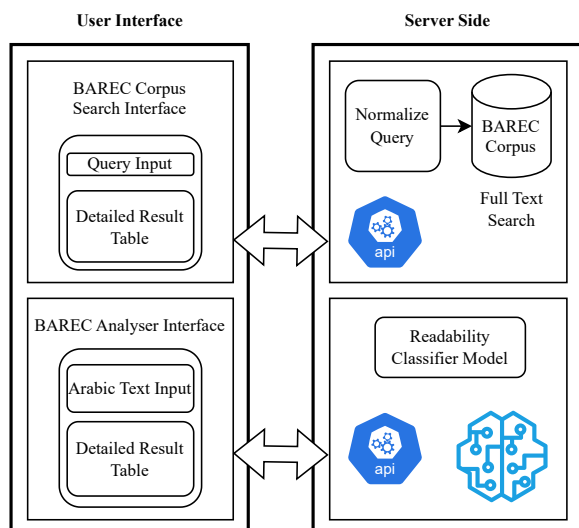 User Interface
Server Side
BAREC Corpus
Search Interface
Query Input
Detailed Result
Table
Normalize
Query
BAREC
Corpus
Full Text
Search
api
BAREC Analyser Interface
Arabic Text Input
Detailed Result
Table
Readability
Classifier Model
api